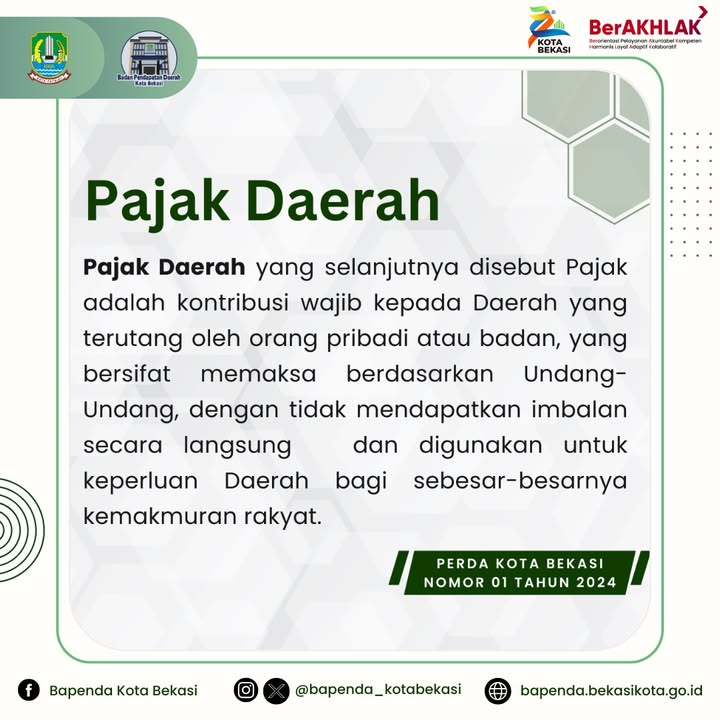 Badan Pendapatan Daerah
Kota Bekasi
KOTA
BEKASI
BerAKHLAK
Berorientasi Pelayanan Akuntabel Kompeten
Harmonis Loyal Adaptif Kolaboratif
Pajak Daerah
Pajak Daerah yang selanjutnya disebut Pajak
adalah kontribusi wajib kepada Daerah yang
terutang oleh orang pribadi atau badan, yang
bersifat memaksa berdasarkan Undang-
Undang, dengan tidak mendapatkan imbalan
secara langsung dan digunakan untuk
keperluan Daerah bagi sebesar-besarnya
kemakmuran rakyat.
PERDA KOTA BEKASI
NOMOR 01 TAHUN 2024
Bapenda Kota Bekasi
@bapenda_kotabekasi
bapenda.bekasikota.go.id